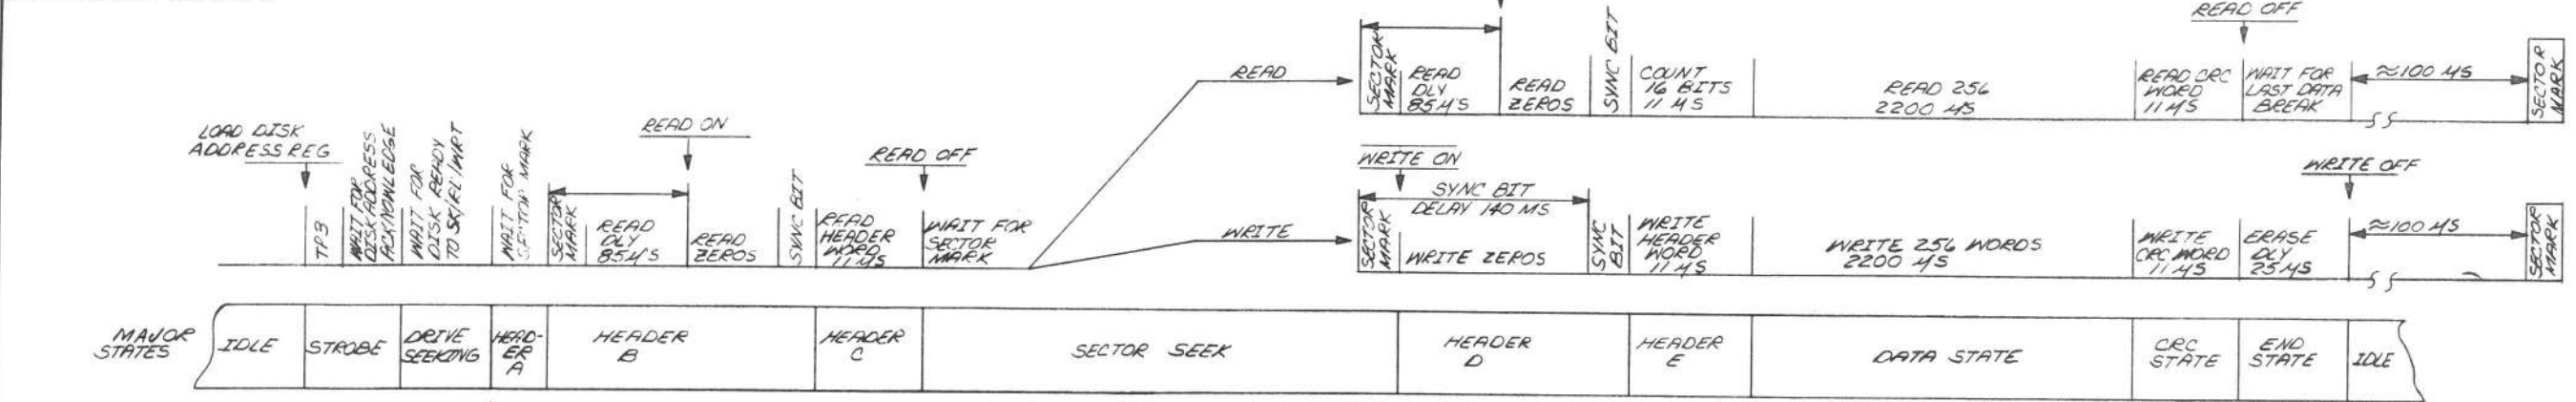 READ OFF
READ
SECTOR
MARK
READ
DLY
85µS
READ
ZEROS
SYNC BIT
COUNT
16 BITS
11 µS
READ 256
2200 µS
READ CRC
WORD
11 µS
WAIT FOR
LAST DATA
BREAK
≈100 µS
SECTOR
MARK
LOAD DISK
ADDRESS REG
TP3
WAIT FOR
DISK ADDRESS
ACKNOWLEDGE
WAIT FOR
DISK READY
TO SK/RE/WRT
WAIT FOR
SECTOR MARK
SECTOR
MARK
READ
DLY
85µS
READ ON
READ
ZEROS
SYNC BIT
READ
HEADER
WORD
11 µS
READ OFF
WAIT FOR
SECTOR
MARK
WRITE
WRITE ON
SYNC BIT
DELAY 140 MS
SECTOR
MARK
WRITE ZEROS
SYNC
BIT
WRITE
HEADER
WORD
11 µS
WRITE 256 WORDS
2200 µS
WRITE
CRC WORD
11 µS
ERASE
DLY
25 µS
WRITE OFF
≈100 µS
SECTOR
MARK
MAJOR
STATES
IDLE
STROBE
DRIVE
SEEKING
HEAD-
ER
A
HEADER
B
HEADER
C
SECTOR SEEK
HEADER
D
HEADER
E
DATA STATE
CRC
STATE
END
STATE
IDLE